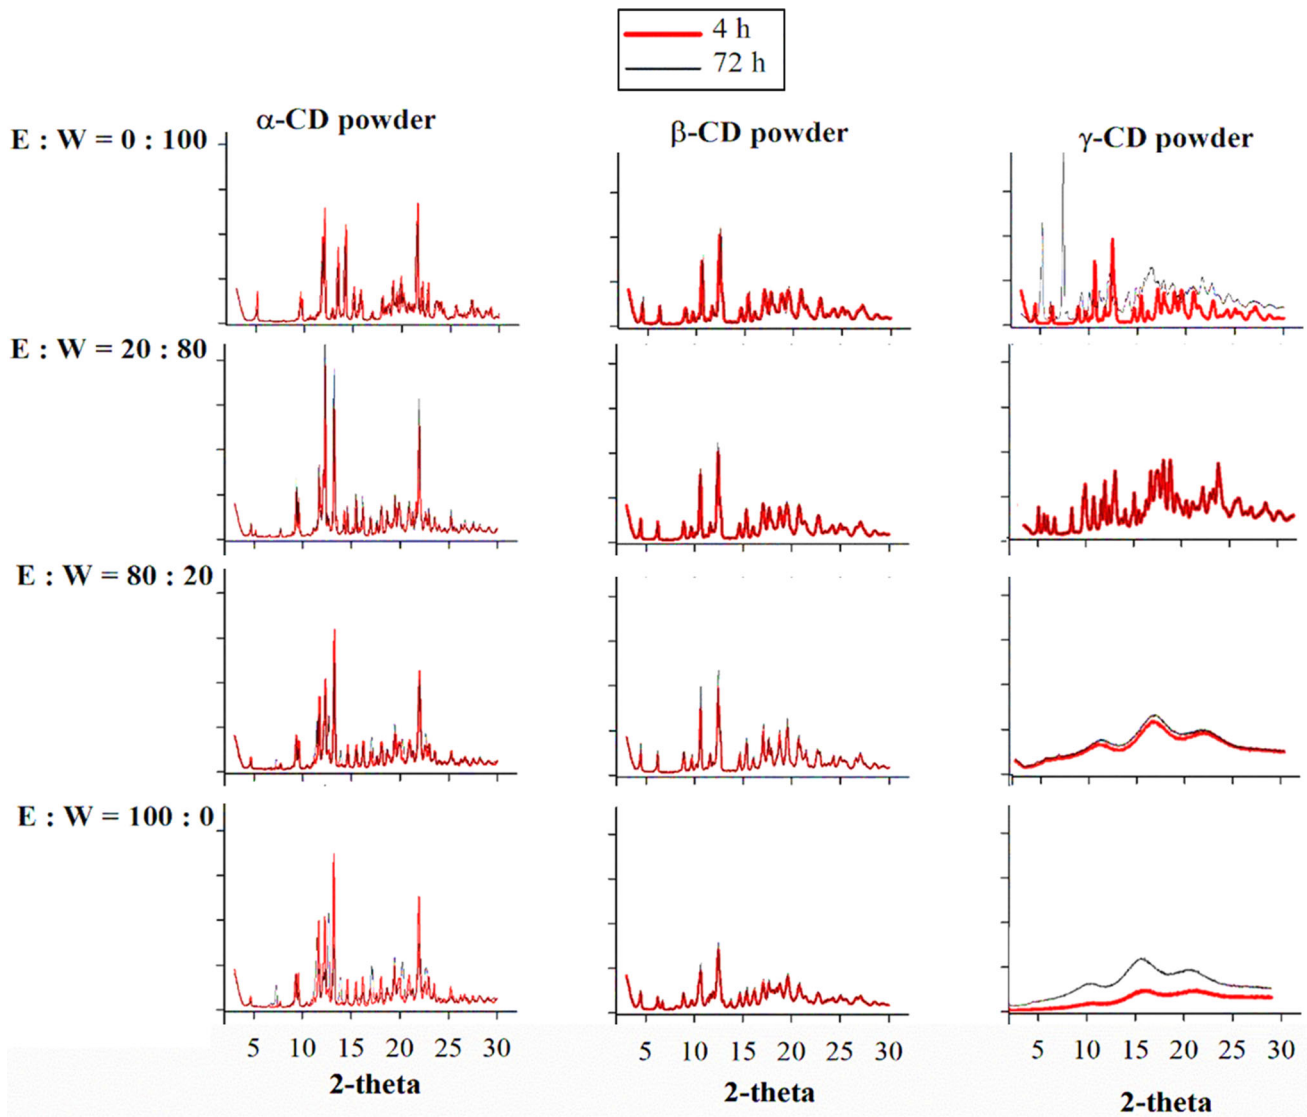 4 h
72 h
α-CD powder
β-CD powder
γ-CD powder
E : W = 0 : 100
E : W = 20 : 80
E : W = 80 : 20
E : W = 100 : 0
5 10 15 20 25 30
5 10 15 20 25 30
5 10 15 20 25 30
2-theta
2-theta
2-theta